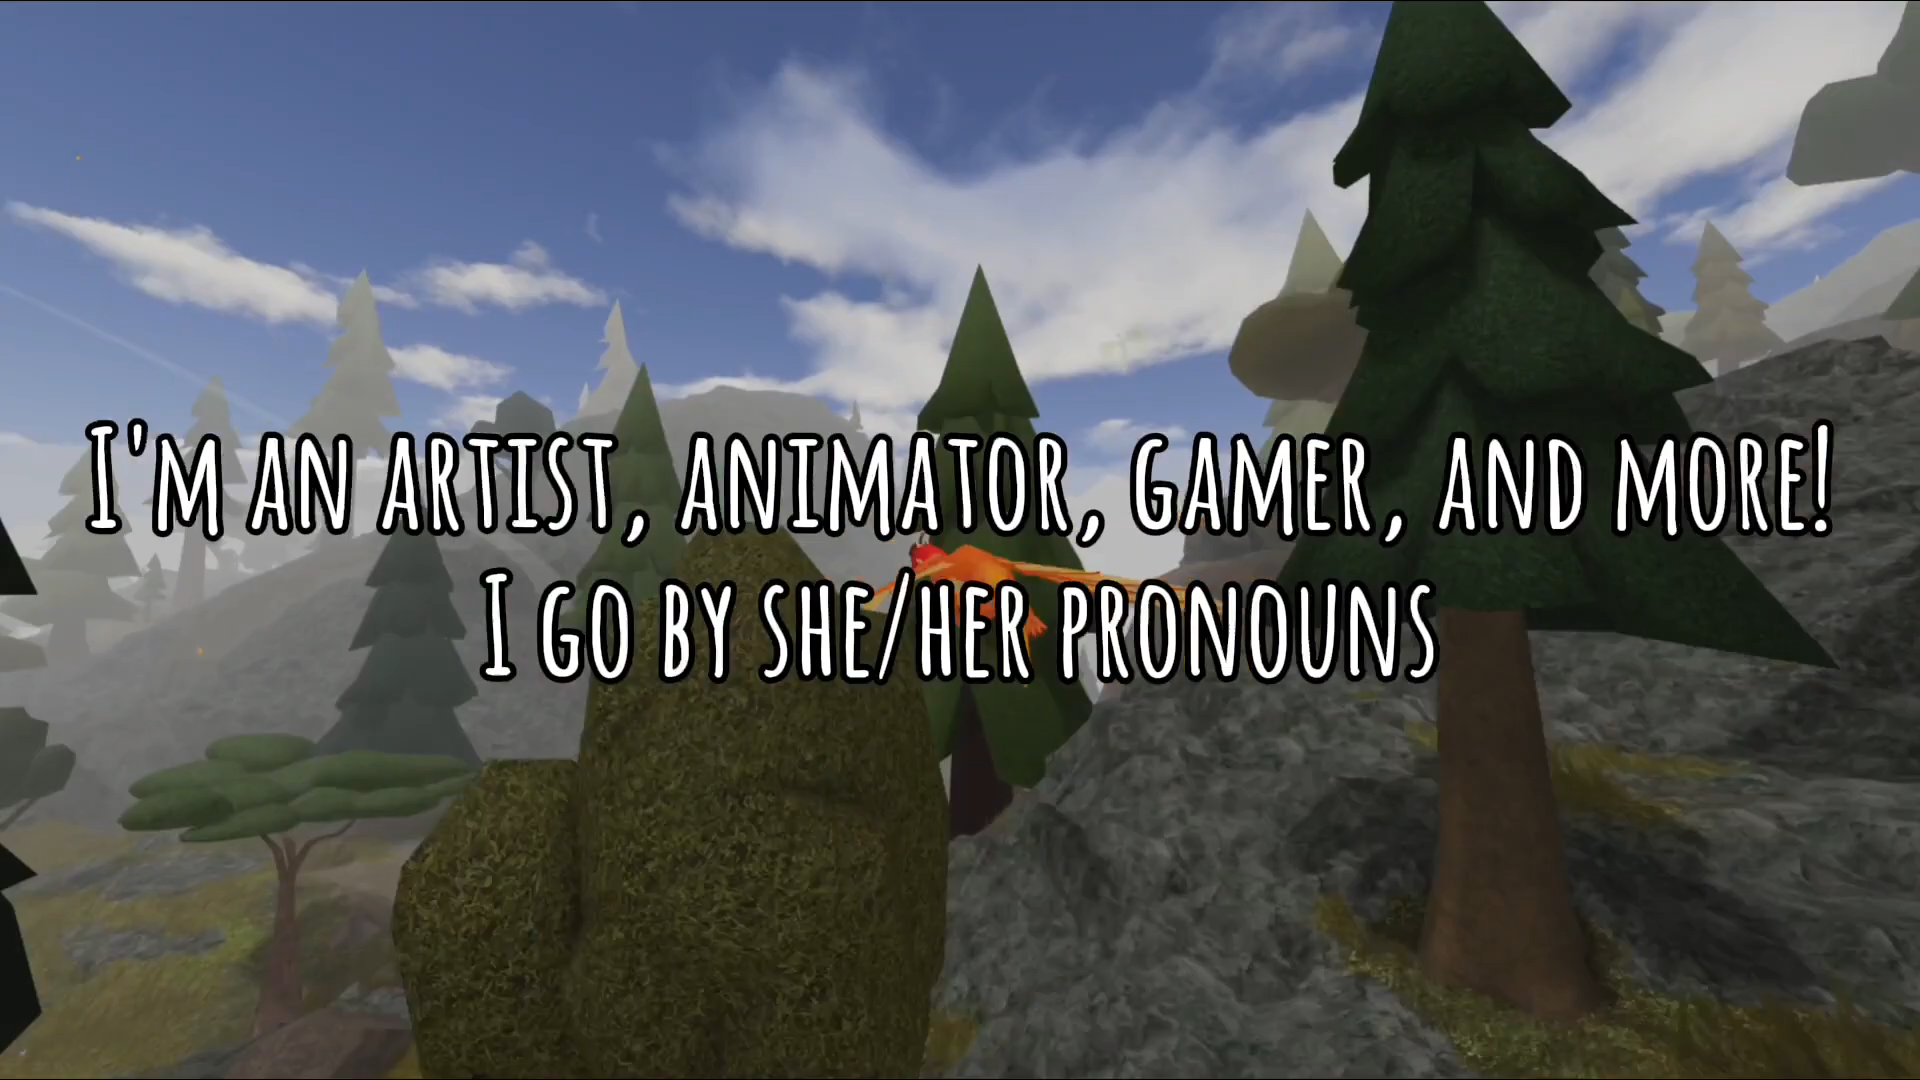 I'm an artist, animator, gamer, and more!
I go by she/her pronouns